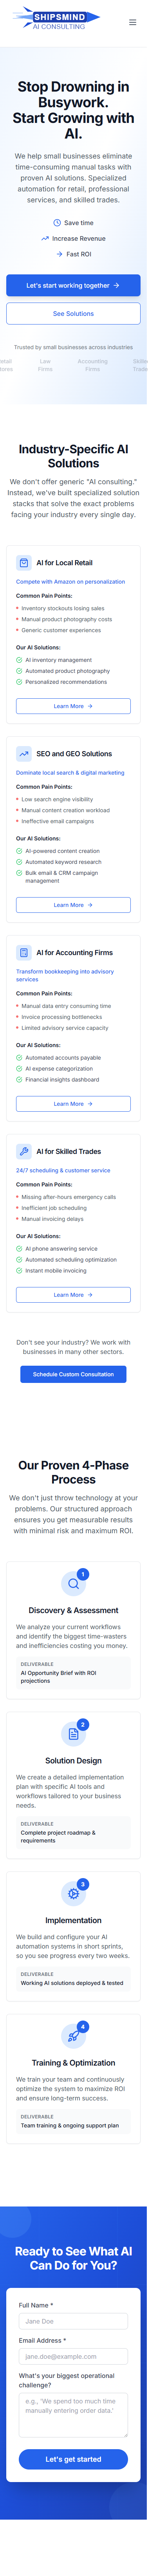 SHIPSMIND
AI CONSULTING
Stop Drowning in
Busywork.
Start Growing with
AI.
We help small businesses eliminate
time-consuming manual tasks with
proven AI solutions. Specialized
automation for retail, professional
services, and skilled trades.
Save time
Increase Revenue
Fast ROI
Let's start working together
See Solutions
Trusted by small businesses across industries
Law
Firms
Accounting
Firms
Industry-Specific AI
Solutions
We don't offer generic "AI consulting."
Instead, we've built specialized solution
stacks that solve the exact problems
facing your industry every single day.
AI for Local Retail
Compete with Amazon on personalization
Common Pain Points:
Inventory stockouts losing sales
Manual product photography costs
Generic customer experiences
Our AI Solutions:
AI inventory management
Automated product photography
Personalized recommendations
Learn More
SEO and GEO Solutions
Dominate local search & digital marketing
Common Pain Points:
Low search engine visibility
Manual content creation workload
Ineffective email campaigns
Our AI Solutions:
AI-powered content creation
Automated keyword research
Bulk email & CRM campaign
management
Learn More
AI for Accounting Firms
Transform bookkeeping into advisory
services
Common Pain Points:
Manual data entry consuming time
Invoice processing bottlenecks
Limited advisory service capacity
Our AI Solutions:
Automated accounts payable
AI expense categorization
Financial insights dashboard
Learn More
AI for Skilled Trades
24/7 scheduling & customer service
Common Pain Points:
Missing after-hours emergency calls
Inefficient job scheduling
Manual invoicing delays
Our AI Solutions:
AI phone answering service
Automated scheduling optimization
Instant mobile invoicing
Learn More
Don't see your industry? We work with
businesses in many other sectors.
Schedule Custom Consultation
Our Proven 4-Phase
Process
We don't just throw technology at your
problems. Our structured approach
ensures you get measurable results
with minimal risk and maximum ROI.
1
Discovery & Assessment
We analyze your current workflows
and identify the biggest time-wasters
and inefficiencies costing you money.
DELIVERABLE
AI Opportunity Brief with ROI
projections
2
Solution Design
We create a detailed implementation
plan with specific AI tools and
workflows tailored to your business
needs.
DELIVERABLE
Complete project roadmap &
requirements
3
Implementation
We build and configure your AI
automation systems in short sprints,
so you see progress every two weeks.
DELIVERABLE
Working AI solutions deployed & tested
4
Training & Optimization
We train your team and continuously
optimize the system to maximize ROI
and ensure long-term success.
DELIVERABLE
Team training & ongoing support plan
Ready to See What AI
Can Do for You?
Full Name *
Jane Doe
Email Address *
jane.doe@example.com
What's your biggest operational
challenge?
e.g., 'We spend too much time
manually entering order data.'
Let's get started